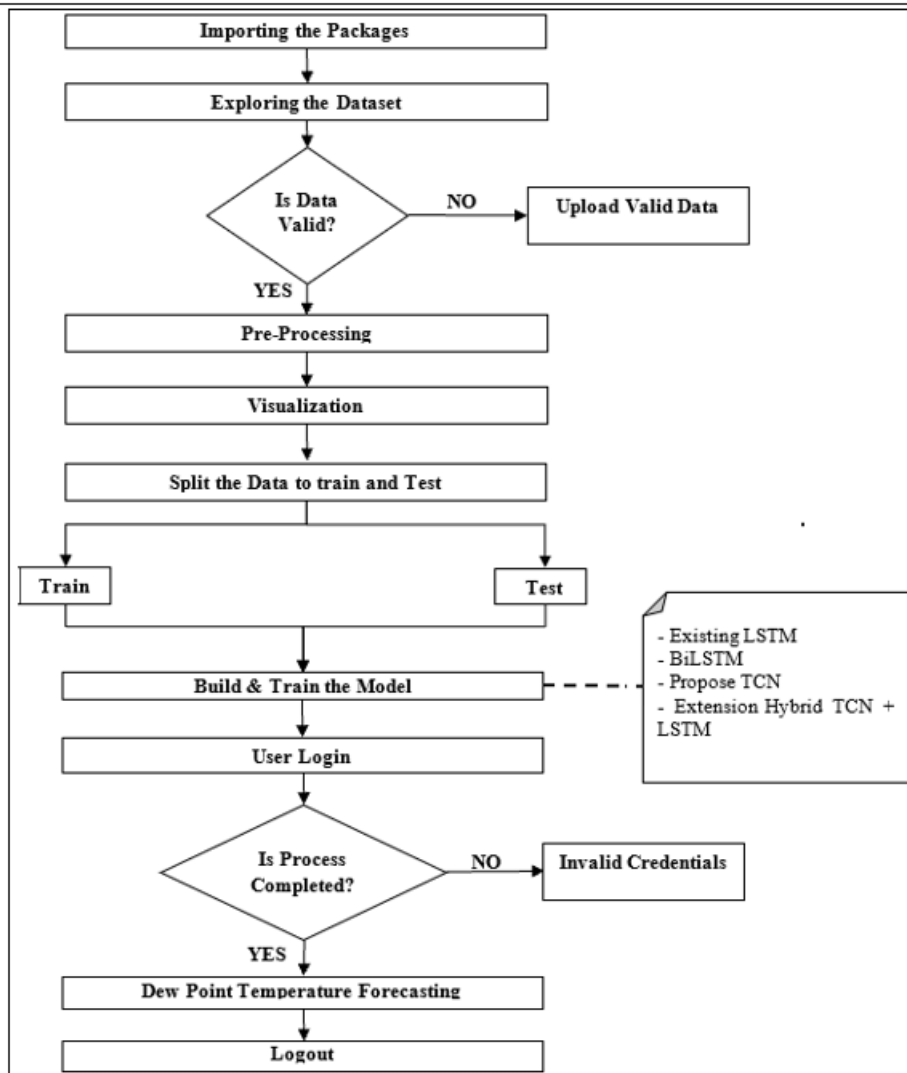 Importing the Packages
Exploring the Dataset
Is Data
Valid?
NO
Upload Valid Data
YES
Pre-Processing
Visualization
Split the Data to train and Test
Train
Test
- Existing LSTM
- BiLSTM
- Propose TCN
- Extension Hybrid TCN +
LSTM
Build & Train the Model
User Login
Is Process
Completed?
NO
Invalid Credentials
YES
Dew Point Temperature Forecasting
Logout